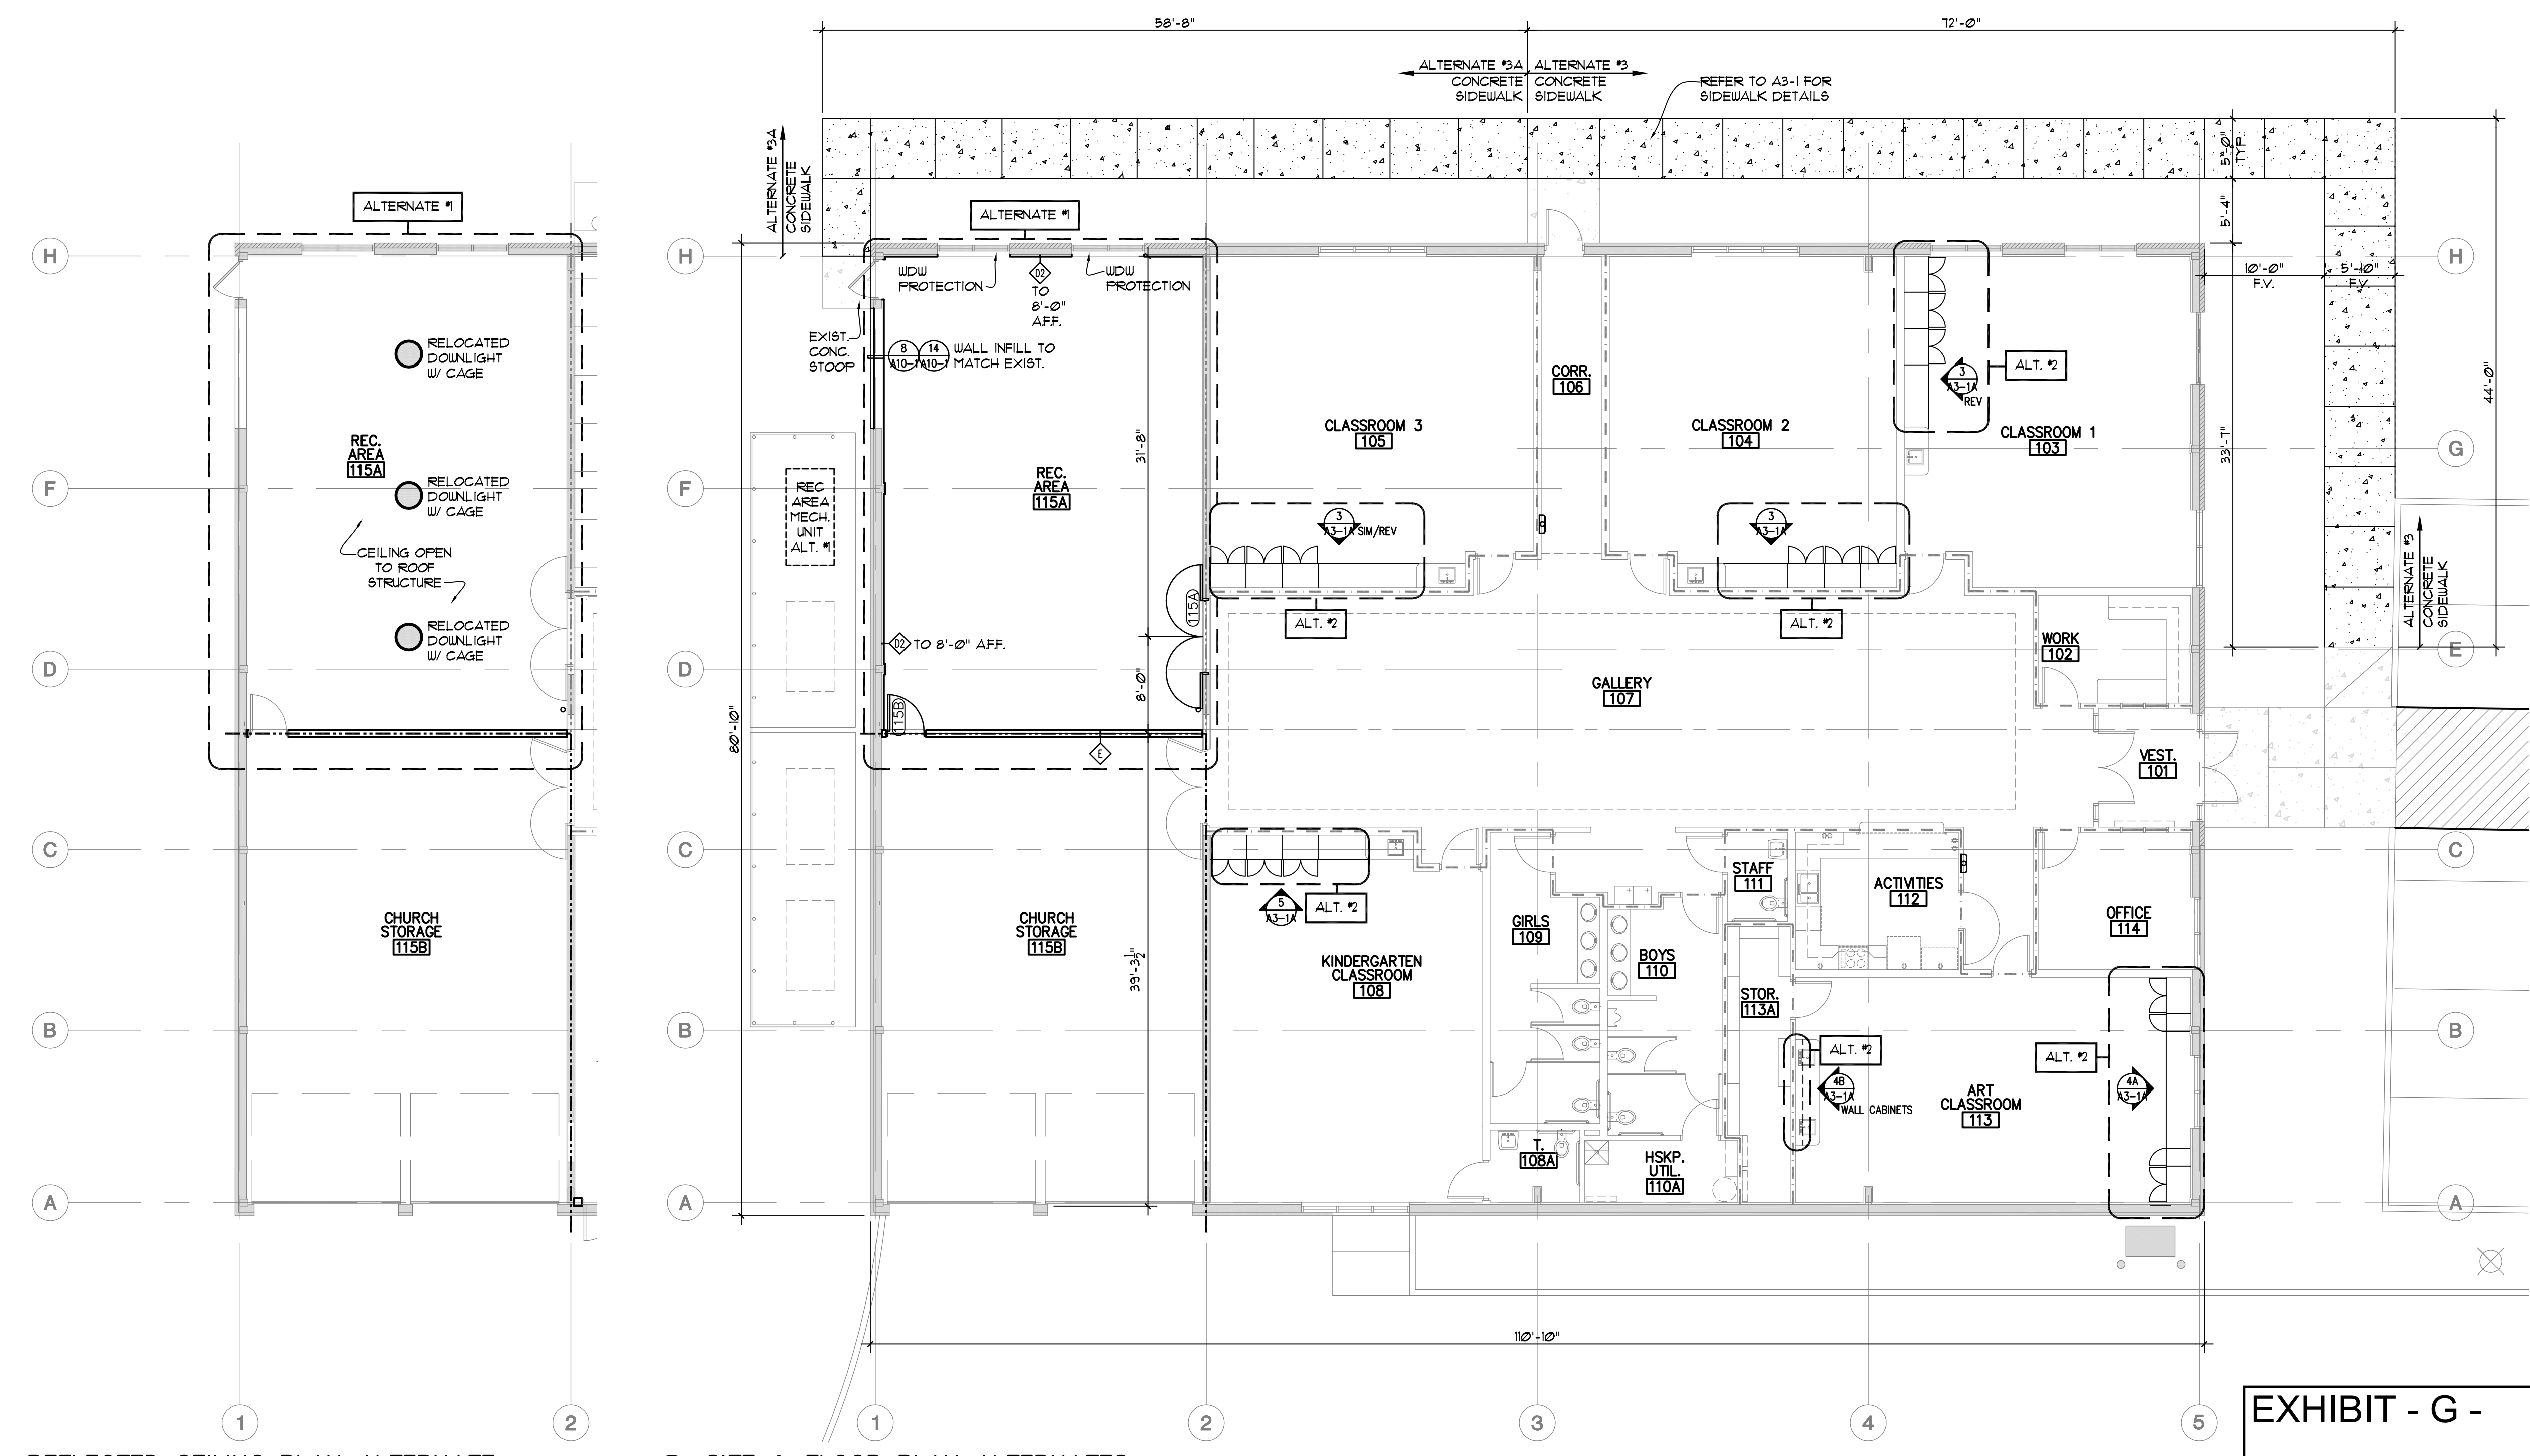 58'-8"
72'-0"
ALTERNATE #3A
CONCRETE
SIDEWALK
ALTERNATE #3
CONCRETE
SIDEWALK
REFER TO A3-1 FOR
SIDEWALK DETAILS
ALTERNATE #3A
CONCRETE
SIDEWALK
5'-0"
TYP.
5'-4"
ALTERNATE #1
ALTERNATE #1
H
H
H
WDW
PROTECTION
D2
TO
8'-0"
A.F.F.
WDW
PROTECTION
10'-0"
F.V.
5'-10"
F.V.
RELOCATED
DOWNLIGHT
W/ CAGE
EXIST.
CONC.
STOOP
8
A10-1
14
A10-1
WALL INFILL TO
MATCH EXIST.
CORR.
106
3
A3-1A
REV
ALT. #2
44'-0"
REC.
AREA
115A
31'-8"
CLASSROOM 3
105
CLASSROOM 2
104
CLASSROOM 1
103
33'-7"
G
F
RELOCATED
DOWNLIGHT
W/ CAGE
F
REC
AREA
MECH.
UNIT
ALT. #1
REC.
AREA
115A
3
A3-1A
SIM/REV
3
A3-1A
CEILING OPEN
TO ROOF
STRUCTURE
115A
ALT. #2
ALT. #2
ALTERNATE #3
CONCRETE
SIDEWALK
RELOCATED
DOWNLIGHT
W/ CAGE
D2
TO 8'-0" A.F.F.
WORK
102
E
D
D
8'-0"
GALLERY
107
80'-10"
115B
E
VEST.
101
C
C
C
STAFF
111
ACTIVITIES
112
5
A3-1A
ALT. #2
CHURCH
STORAGE
115B
CHURCH
STORAGE
115B
39'-3 1/2"
GIRLS
109
OFFICE
114
KINDERGARTEN
CLASSROOM
108
BOYS
110
STOR.
113A
B
B
B
ALT. #2
ALT. #2
4B
A3-1A
WALL CABINETS
4A
A3-1A
ART
CLASSROOM
113
T.
108A
HSKP.
UTIL.
110A
A
A
A
110'-10"
1
2
1
2
3
4
5
EXHIBIT - G -
REFLECTED CEILING PLAN ALTERNATE
SITE & FLOOR PLAN ALTERNATES